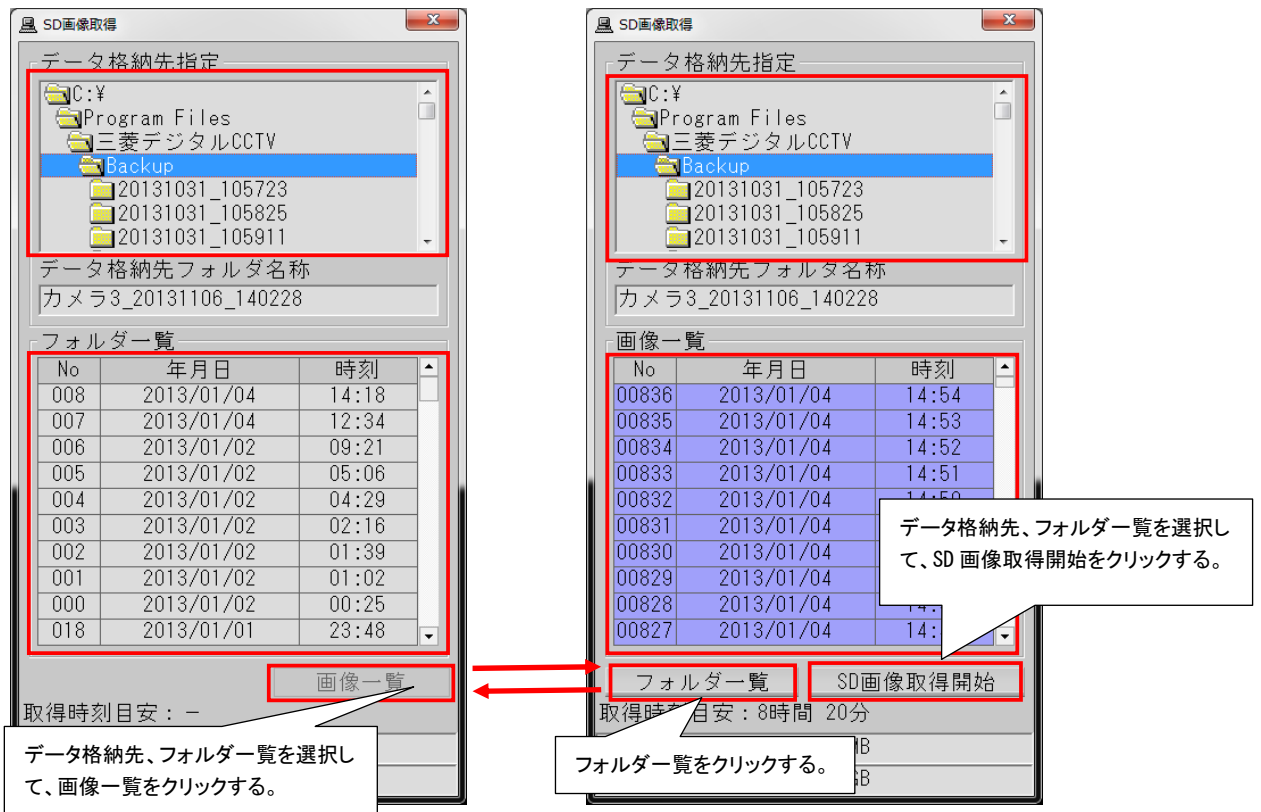 SD画像取得
データ格納先指定
C:¥
Program Files
三菱デジタルCCTV
Backup
20131031_105723
20131031_105825
20131031_105911
データ格納先フォルダ名称
カメラ3_20131106_140228
フォルダ一覧
No 年月日 時刻
008 2013/01/04 14:18
007 2013/01/04 12:34
006 2013/01/02 09:21
005 2013/01/02 05:06
004 2013/01/02 04:29
003 2013/01/02 02:16
002 2013/01/02 01:39
001 2013/01/02 01:02
000 2013/01/02 00:25
018 2013/01/01 23:48
画像一覧
取得時刻目安：－
データ格納先、フォルダ一覧を選択し
て、画像一覧をクリックする。
SD画像取得
データ格納先指定
C:¥
Program Files
三菱デジタルCCTV
Backup
20131031_105723
20131031_105825
20131031_105911
データ格納先フォルダ名称
カメラ3_20131106_140228
画像一覧
No 年月日 時刻
00836 2013/01/04 14:54
00835 2013/01/04 14:53
00834 2013/01/04 14:52
00833 2013/01/04 14:51
00832 2013/01/04 14:50
00831 2013/01/04
00830 2013/01/04
00829 2013/01/04
00828 2013/01/04 14:
00827 2013/01/04 14:
データ格納先、フォルダ一覧を選択し
て、SD 画像取得開始をクリックする。
フォルダ一覧 SD画像取得開始
取得時刻目安：8時間 20分
MB
GB
フォルダ一覧をクリックする。